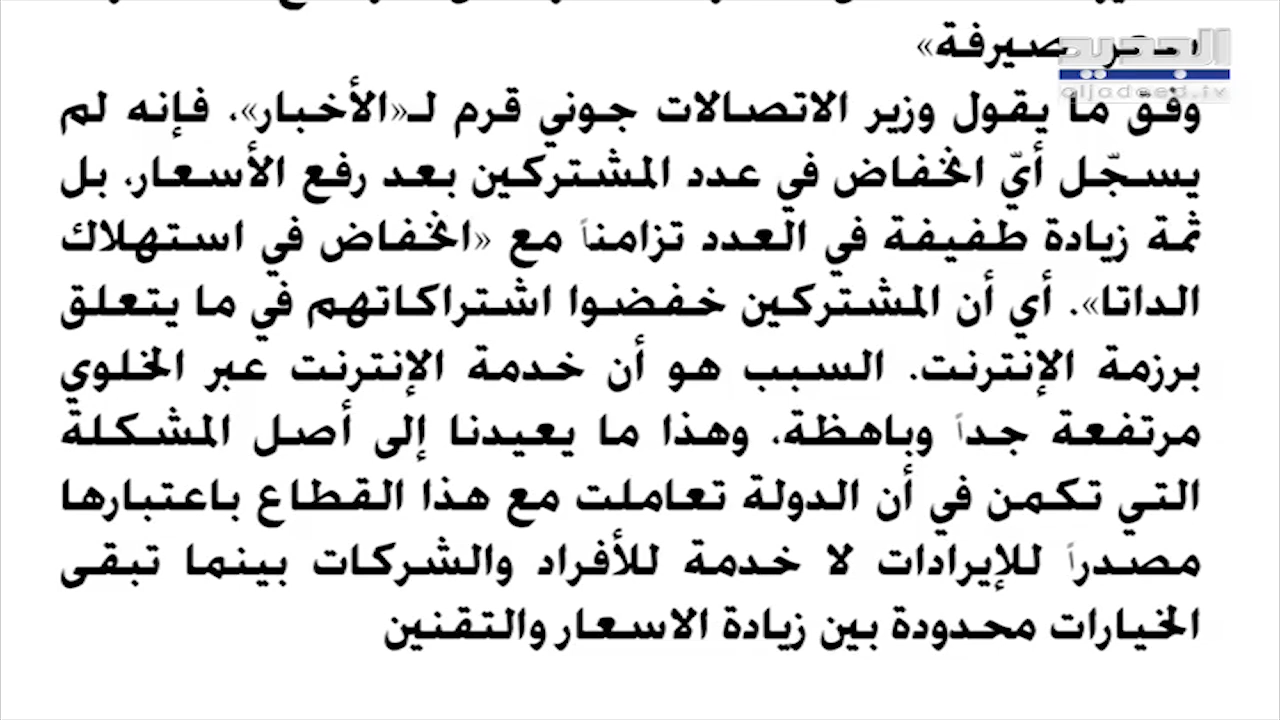 صيرفة»
الجديد
aljadeed.tv
وفق ما يقول وزير الاتصالات جوني قرم لـ«الأخبار»، فإنه لم
يسجّل أيّ انخفاض في عدد المشتركين بعد رفع الأسعار، بل
ثمة زيادة طفيفة في العدد تزامناً مع «انخفاض في استهلاك
الداتا». أي أن المشتركين خفضوا اشتراكاتهم في ما يتعلق
برزمة الإنترنت. السبب هو أن خدمة الإنترنت عبر الخلوي
مرتفعة جداً وباهظة، وهذا ما يعيدنا إلى أصل المشكلة
التي تكمن في أن الدولة تعاملت مع هذا القطاع باعتبارها
مصدراً للإيرادات لا خدمة للأفراد والشركات بينما تبقى
الخيارات محدودة بين زيادة الاسعار والتقنين